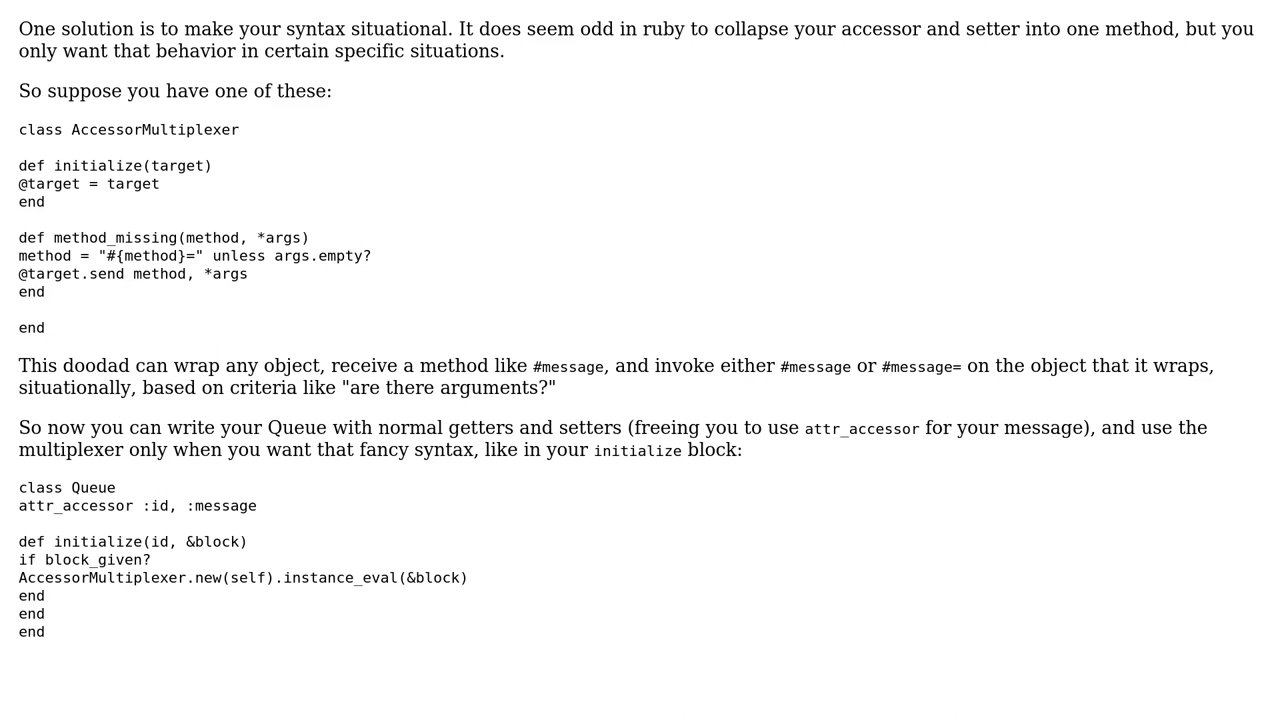 One solution is to make your syntax situational. It does seem odd in ruby to collapse your accessor and setter into one method, but you
only want that behavior in certain specific situations.
So suppose you have one of these:
class AccessorMultiplexer
def initialize(target)
@target = target
end
def method_missing(method, *args)
method = "#{method}=" unless args.empty?
@target.send method, *args
end
end
This doodad can wrap any object, receive a method like #message, and invoke either #message or #message= on the object that it wraps,
situationally, based on criteria like "are there arguments?"
So now you can write your Queue with normal getters and setters (freeing you to use attr_accessor for your message), and use the
multiplexer only when you want that fancy syntax, like in your initialize block:
class Queue
attr_accessor :id, :message
def initialize(id, &block)
if block_given?
AccessorMultiplexer.new(self).instance_eval(&block)
end
end
end